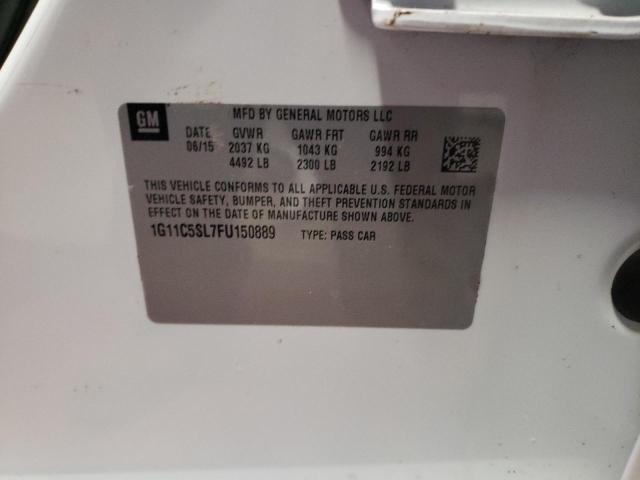 GM
MFD BY GENERAL MOTORS LLC
DATE GVWR GAWR FRT GAWR RR
06/15 2037 KG 1043 KG 994 KG
4492 LB 2300 LB 2192 LB
THIS VEHICLE CONFORMS TO ALL APPLICABLE U.S. FEDERAL MOTOR
VEHICLE SAFETY, BUMPER, AND THEFT PREVENTION STANDARDS IN
EFFECT ON THE DATE OF MANUFACTURE SHOWN ABOVE.
1G11C5SL7FU150889 TYPE: PASS CAR